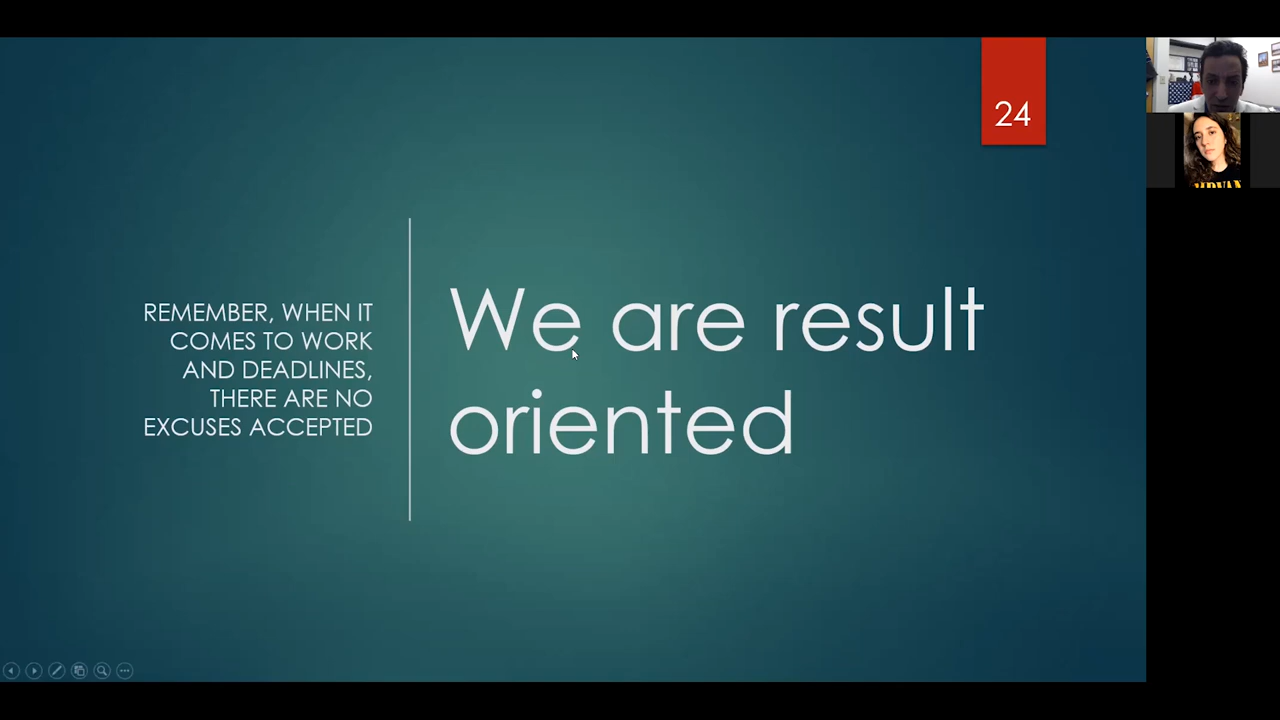 24
REMEMBER, WHEN IT
COMES TO WORK
AND DEADLINES,
THERE ARE NO
EXCUSES ACCEPTED
We are result
oriented